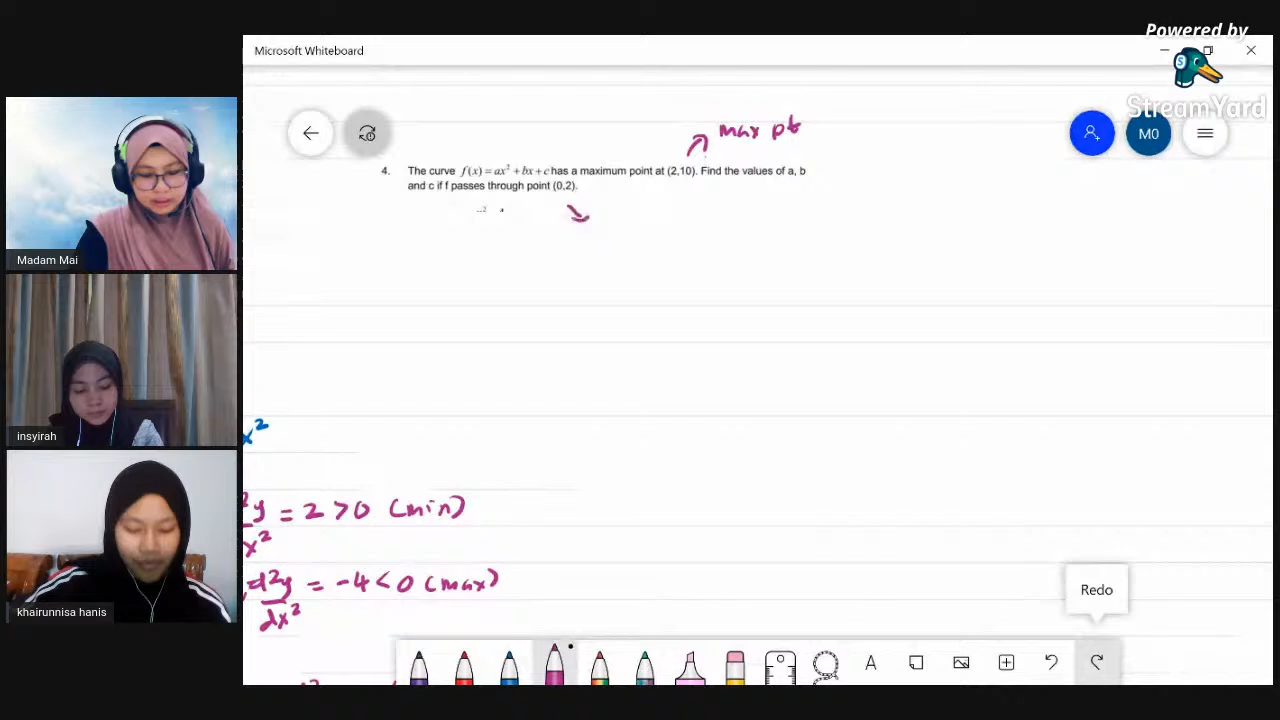 Powered by
StreamYard
Microsoft Whiteboard
M0
max pt
4. The curve f(x) = ax² + bx + c has a maximum point at (2,10). Find the values of a, b
and c if f passes through point (0,2).
x²
= 2 > 0 (min)
x²
d²y = -4 < 0 (max)
dx²
Redo
A
Madam Mai
insyirah
khairunnisa hanis